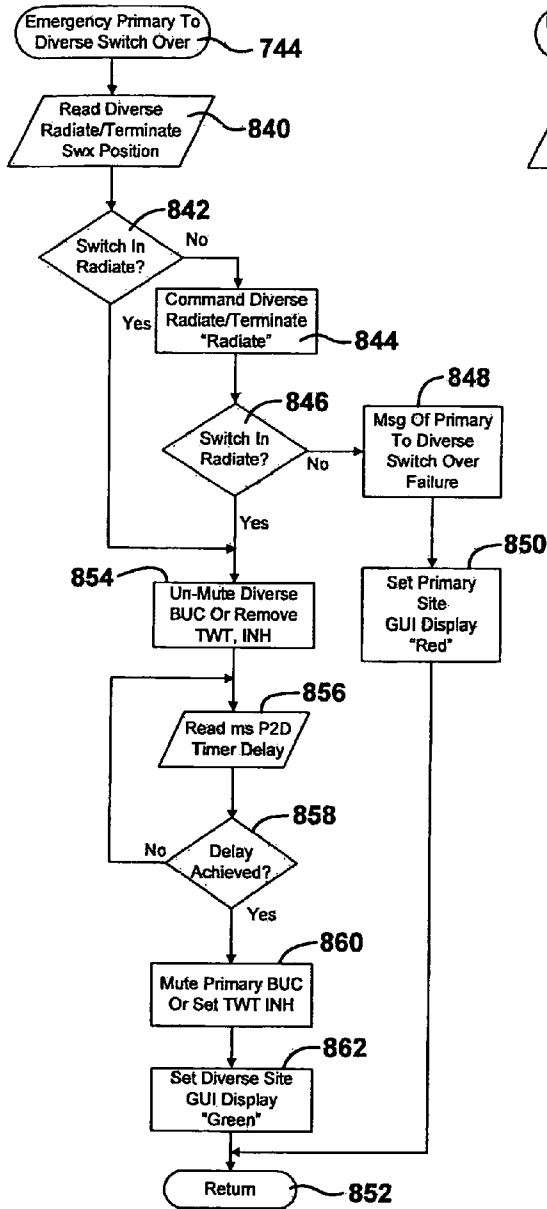 Emergency Primary To
Diverse Switch Over
744
Read Diverse
Radiate/Terminate
Swx Position
840
842
Switch In
Radiate?
No
Yes
Command Diverse
Radiate/Terminate
"Radiate"
844
846
Switch In
Radiate?
No
Yes
848
Msg Of Primary
To Diverse
Switch Over
Failure
850
Set Primary
Site
GUI Display
"Red"
854
Un-Mute Diverse
BUC Or Remove
TWT, INH
856
Read ms P2D
Timer Delay
858
Delay
Achieved?
No
Yes
860
Mute Primary BUC
Or Set TWT INH
862
Set Diverse Site
GUI Display
"Green"
Return
852